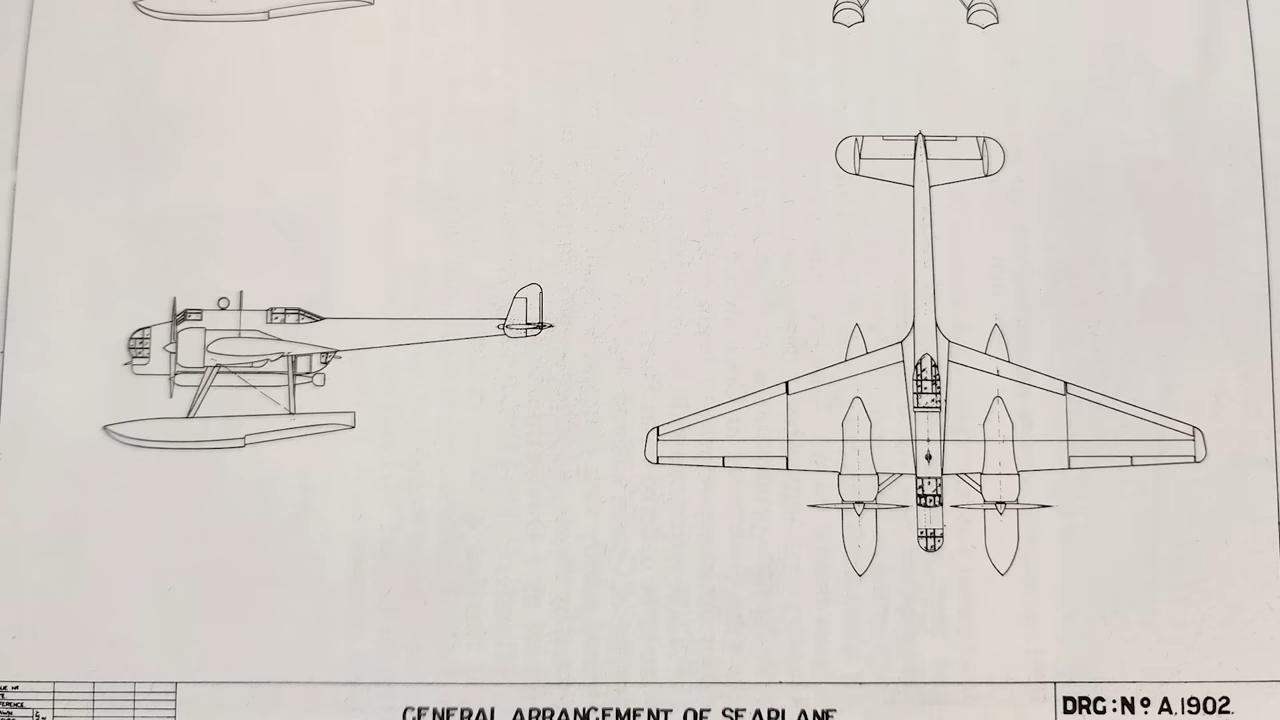 GENERAL ARRANGEMENT OF SEAPLANE
DRG: Nº A.1902.